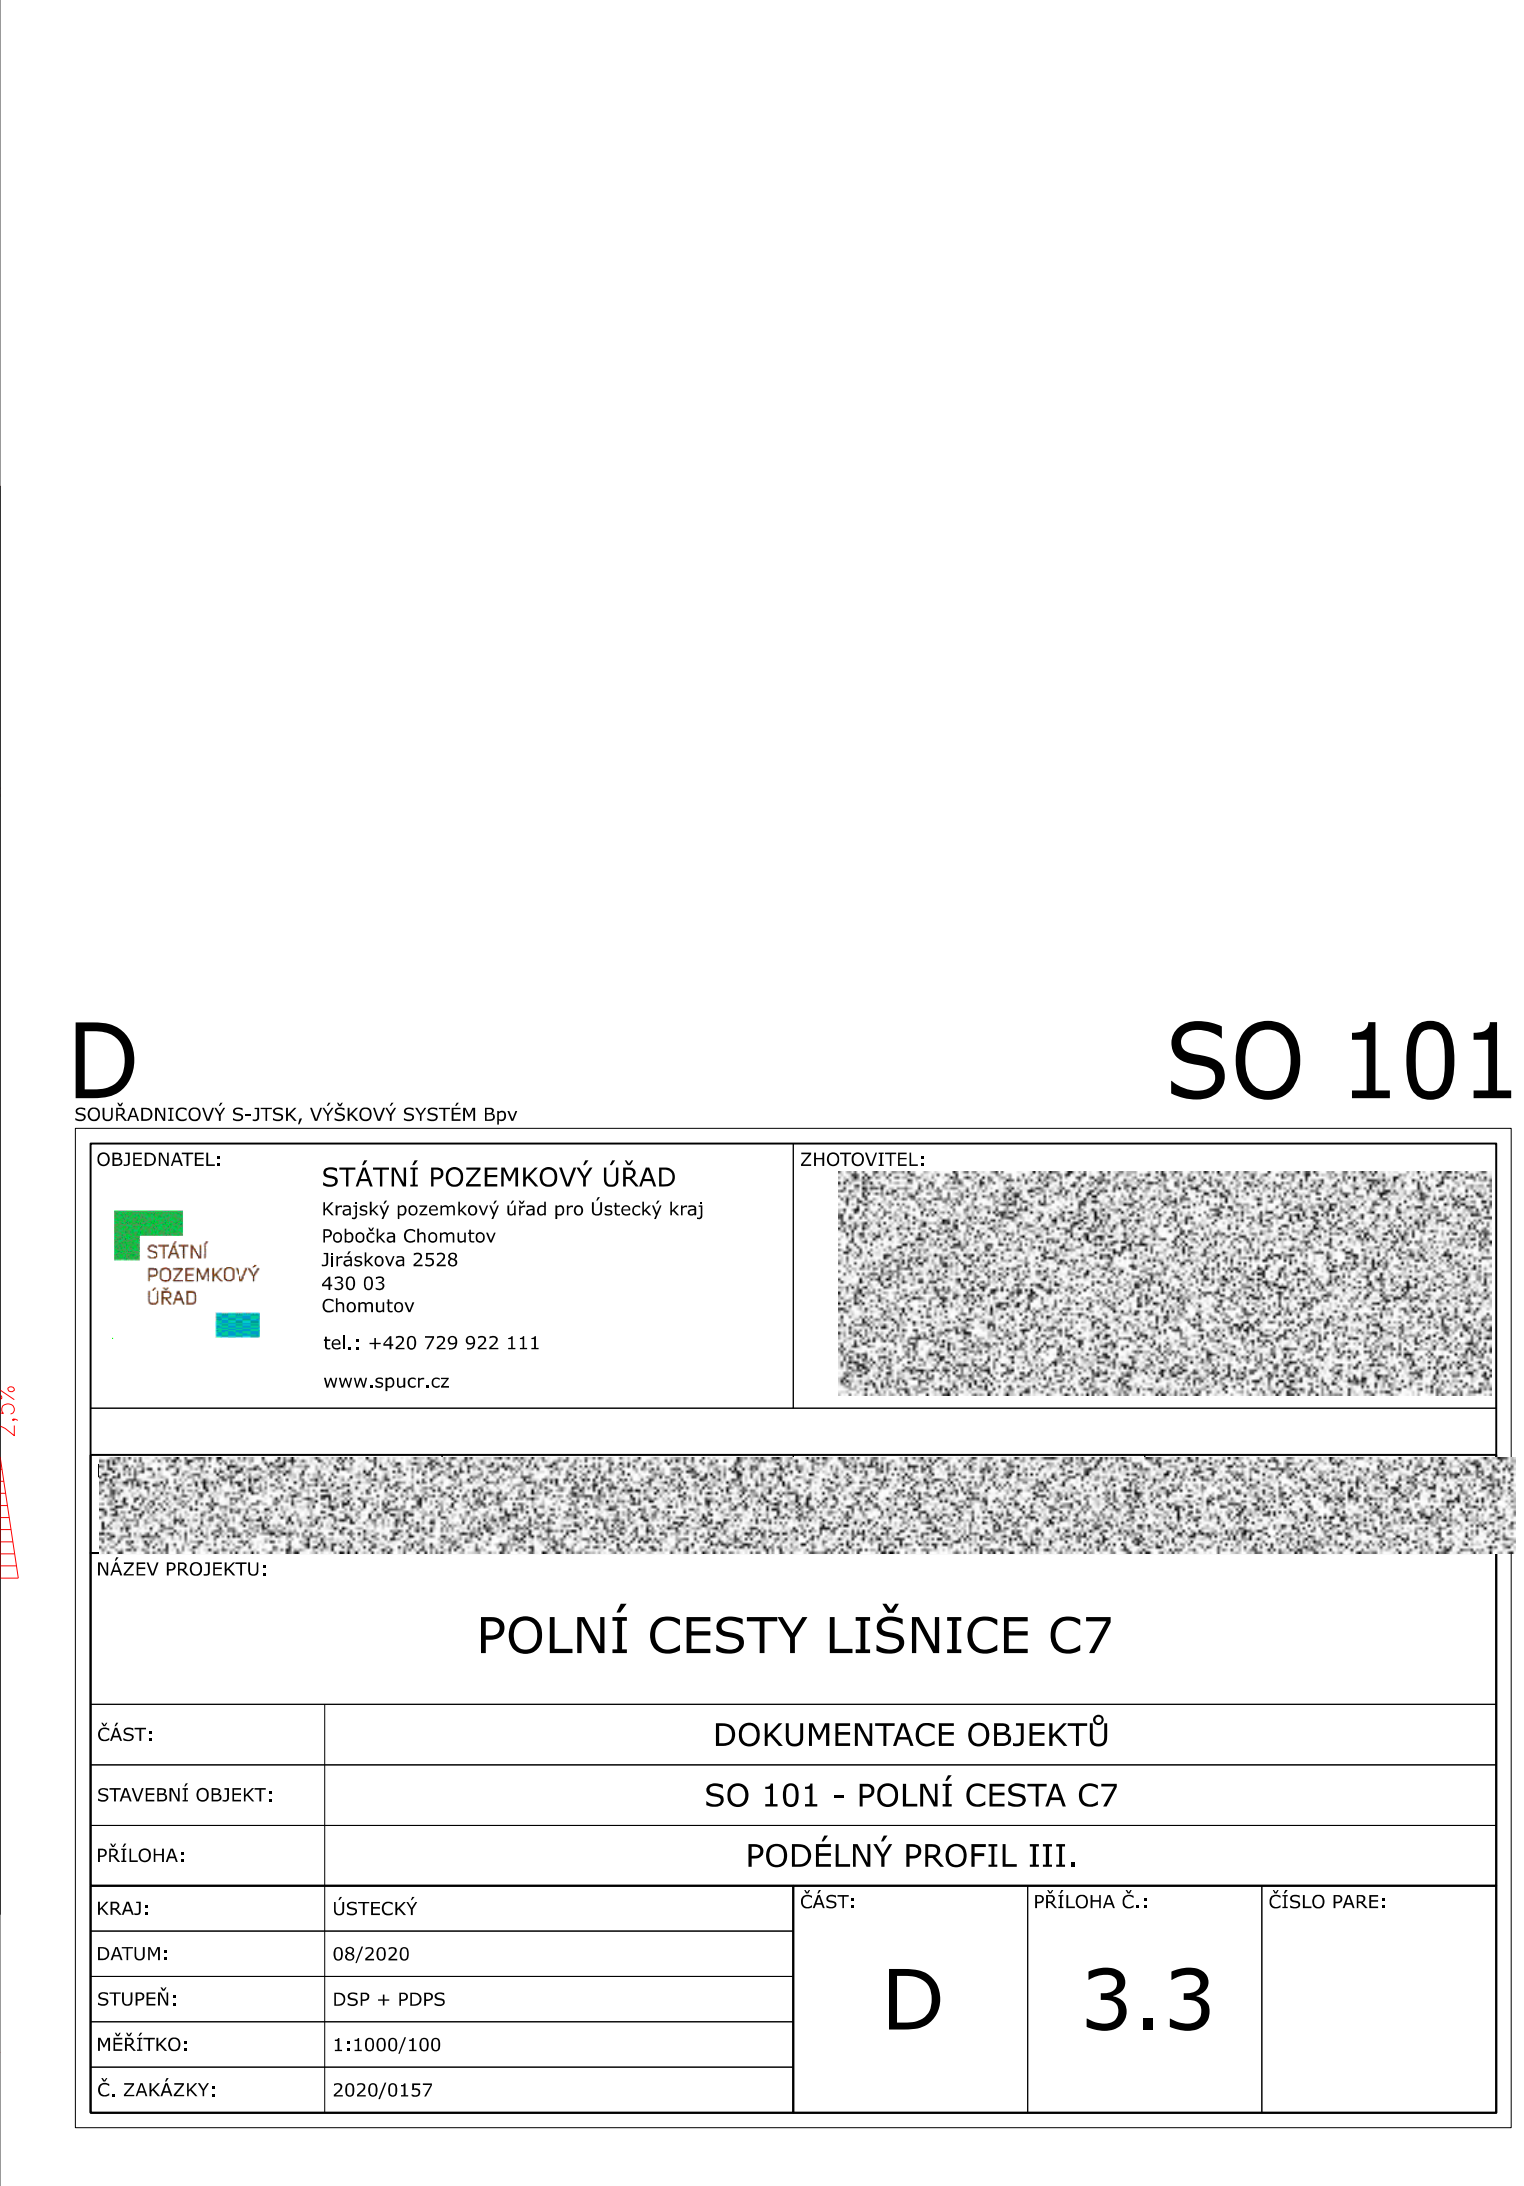 D
SO 101
SOUŘADNICOVÝ S-JTSK, VÝŠKOVÝ SYSTÉM Bpv
OBJEDNATEL:
STÁTNÍ
POZEMKOVÝ
ÚŘAD
STÁTNÍ POZEMKOVÝ ÚŘAD
Krajský pozemkový úřad pro Ústecký kraj
Pobočka Chomutov
Jiráskova 2528
430 03
Chomutov
tel.: +420 729 922 111
www.spucr.cz
ZHOTOVITEL:
2,5%
NÁZEV PROJEKTU:
POLNÍ CESTY LIŠNICE C7
ČÁST:
DOKUMENTACE OBJEKTŮ
STAVEBNÍ OBJEKT:
SO 101 - POLNÍ CESTA C7
PŘÍLOHA:
PODÉLNÝ PROFIL III.
KRAJ:
ÚSTECKÝ
DATUM:
08/2020
STUPEŇ:
DSP + PDPS
MĚŘÍTKO:
1:1000/100
Č. ZAKÁZKY:
2020/0157
ČÁST:
D
PŘÍLOHA Č.:
3.3
ČÍSLO PARE: